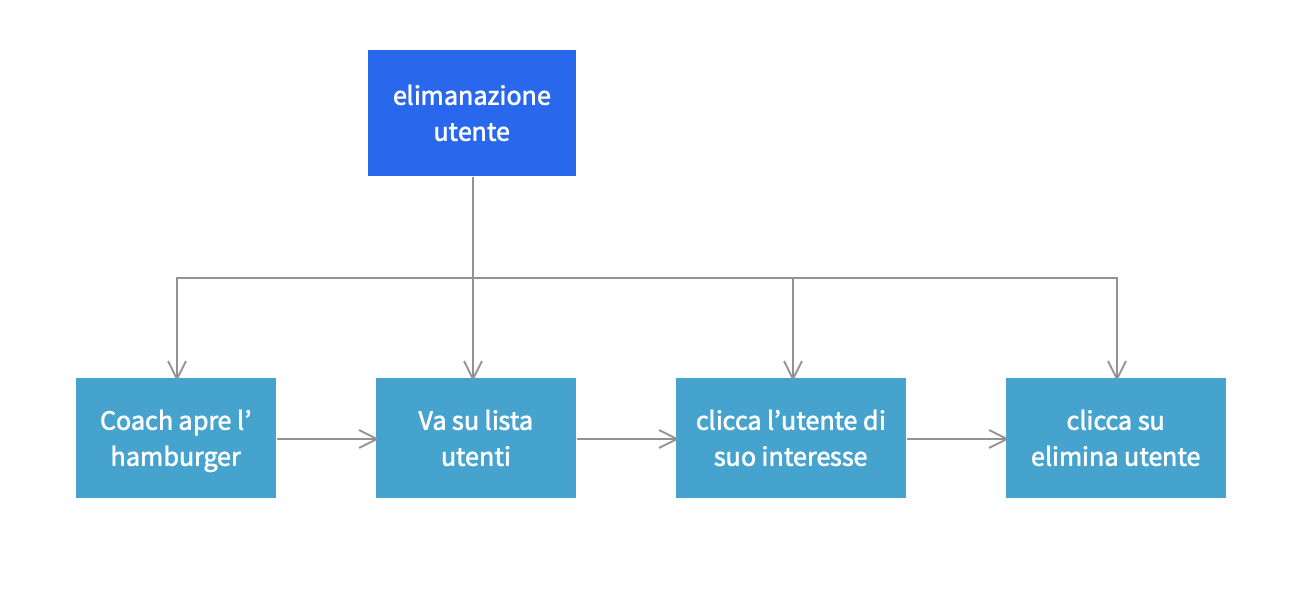 elimanazione
utente
Coach apre l’
hamburger
Va su lista
utenti
clicca l’utente di
suo interesse
clicca su
elimina utente